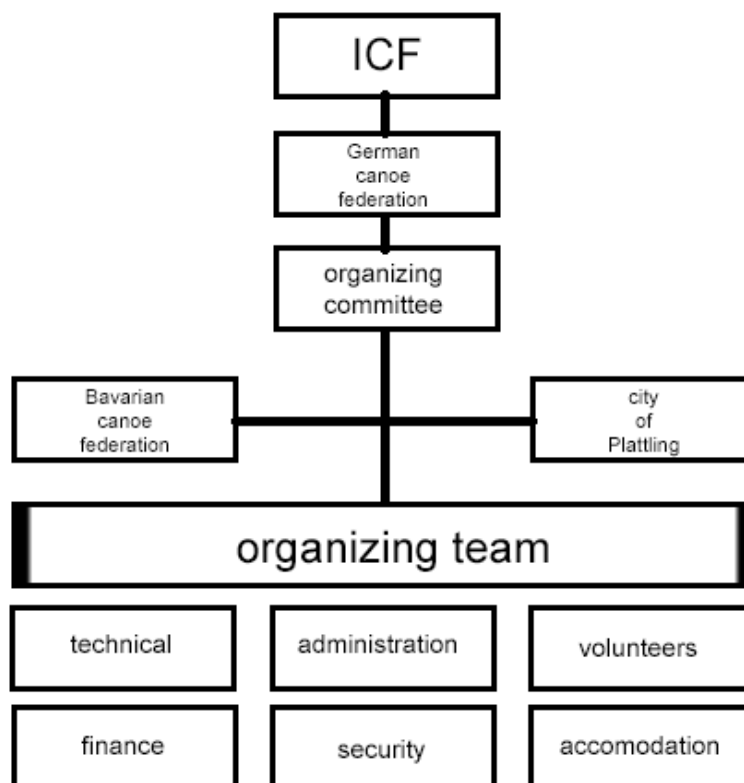 ICF
German
canoe
federation
organizing
committee
Bavarian
canoe
federation
city
of
Plattling
organizing team
technical
administration
volunteers
finance
security
accomodation